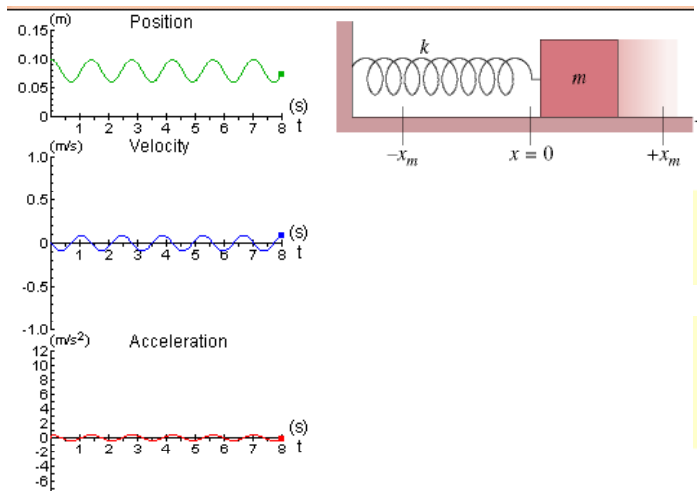 (m) Position
0.15
0.10
0.05
0
1 2 3 4 5 6 7 8
(s)
t
(m/s) Velocity
1.0
0.5
0
-0.5
-1.0
1 2 3 4 5 6 7 8
(s)
t
(m/s²) Acceleration
12
10
8
6
4
2
0
-2
-4
-6
1 2 3 4 5 6 7 8
(s)
t
k
m
−xₘ x = 0 +xₘ